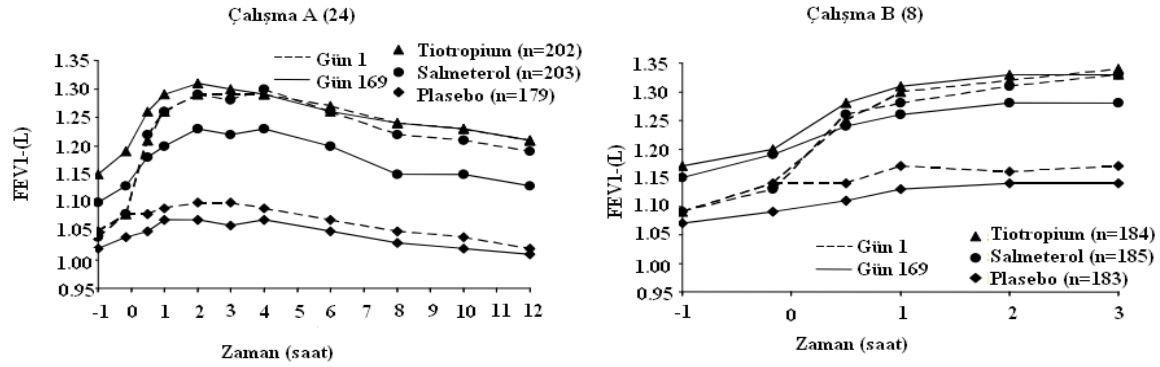 Çalışma A (24)
Gün 1
Gün 169
Tiotropium (n=202)
Salmeterol (n=203)
Plasebo (n=179)
FEV1-(L)
1.35
1.30
1.25
1.20
1.15
1.10
1.05
1.00
0.95
-1 0 1 2 3 4 6 8 10 12
Zaman (saat)
Çalışma B (8)
FEV1-(L)
1.35
1.30
1.25
1.20
1.15
1.10
1.05
1.00
0.95
Gün 1
Gün 169
Tiotropium (n=184)
Salmeterol (n=185)
Plasebo (n=183)
-1 0 1 2 3
Zaman (saat)